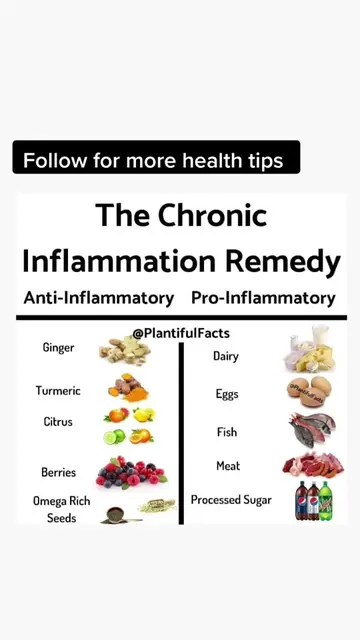 Follow for more health tips
The Chronic
Inflammation Remedy
Anti-Inflammatory Pro-Inflammatory
@PlantifulFacts
Ginger
Turmeric
Citrus
Berries
Omega Rich
Seeds
Dairy
Eggs
@PlantifulFacts
Fish
Meat
Processed Sugar